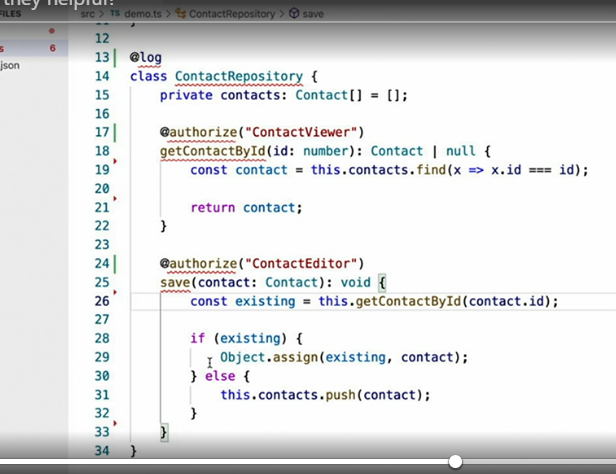 they helpful?
FILES
src > TS demo.ts > ContactRepository > save
s 6
json
12
13 @log
14 class ContactRepository {
15 private contacts: Contact[] = [];
16
17 @authorize("ContactViewer")
18 getContactById(id: number): Contact | null {
19 const contact = this.contacts.find(x => x.id === id);
20
21 return contact;
22 }
23
24 @authorize("ContactEditor")
25 save(contact: Contact): void {
26 const existing = this.getContactById(contact.id);
27
28 if (existing) {
29 Object.assign(existing, contact);
30 } else {
31 this.contacts.push(contact);
32 }
33 }
34 }